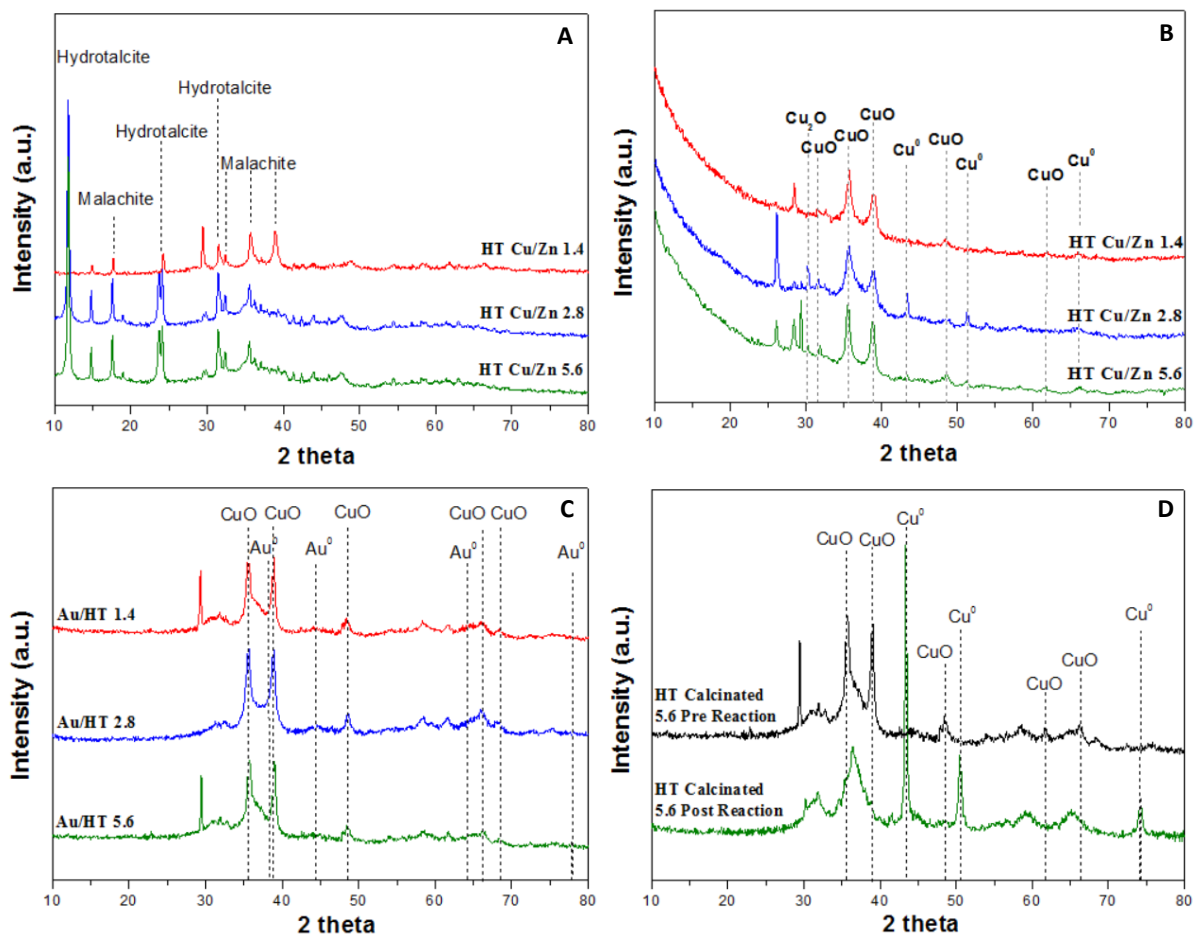 A
Hydrotalcite
Hydrotalcite
Hydrotalcite
Malachite
Malachite
HT Cu/Zn 1.4
HT Cu/Zn 2.8
HT Cu/Zn 5.6
Intensity (a.u.)
10 20 30 40 50 60 70 80
2 theta
B
Cu₂O
CuO
CuO
CuO
Cu⁰
CuO
Cu⁰
CuO
Cu⁰
HT Cu/Zn 1.4
HT Cu/Zn 2.8
HT Cu/Zn 5.6
Intensity (a.u.)
10 20 30 40 50 60 70 80
2 theta
C
CuO CuO CuO CuO CuO
Au⁰ Au⁰ Au⁰ Au⁰
Au/HT 1.4
Au/HT 2.8
Au/HT 5.6
Intensity (a.u.)
10 20 30 40 50 60 70 80
2 theta
D
CuO
CuO
Cu⁰
CuO
Cu⁰
CuO
CuO
Cu⁰
HT Calcinated
5.6 Pre Reaction
HT Calcinated
5.6 Post Reaction
Intensity (a.u.)
10 20 30 40 50 60 70 80
2 theta